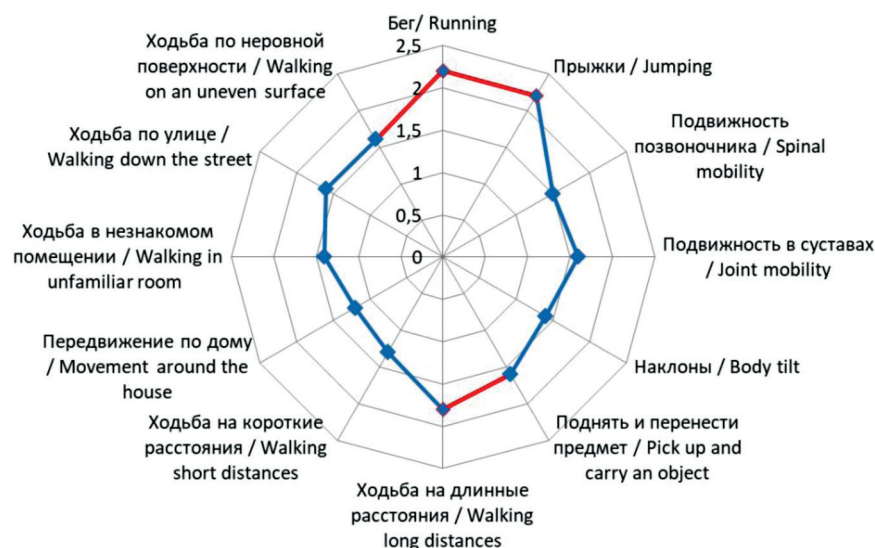 Бег/ Running
Прыжки / Jumping
Подвижность
позвоночника / Spinal
mobility
Подвижность в суставах
/ Joint mobility
Наклоны / Body tilt
Поднять и перенести
предмет / Pick up and
carry an object
Ходьба на длинные
расстояния / Walking
long distances
Ходьба на короткие
расстояния / Walking
short distances
Передвижение по дому
/ Movement around the
house
Ходьба в незнакомом
помещении / Walking in
unfamiliar room
Ходьба по улице /
Walking down the street
Ходьба по неровной
поверхности / Walking
on an uneven surface
2,5
2
1,5
1
0,5
0